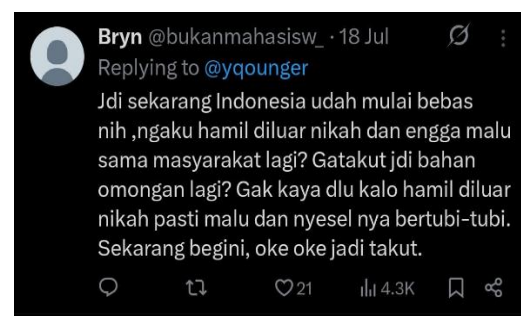 Bryn @bukanmahasisw_ · 18 Jul
Replying to @yqounger
Jdi sekarang Indonesia udah mulai bebas
nih ,ngaku hamil diluar nikah dan engga malu
sama masyarakat lagi? Gatakut jdi bahan
omongan lagi? Gak kaya dlu kalo hamil diluar
nikah pasti malu dan nyesel nya bertubi-tubi.
Sekarang begini, oke oke jadi takut.
21 4.3K